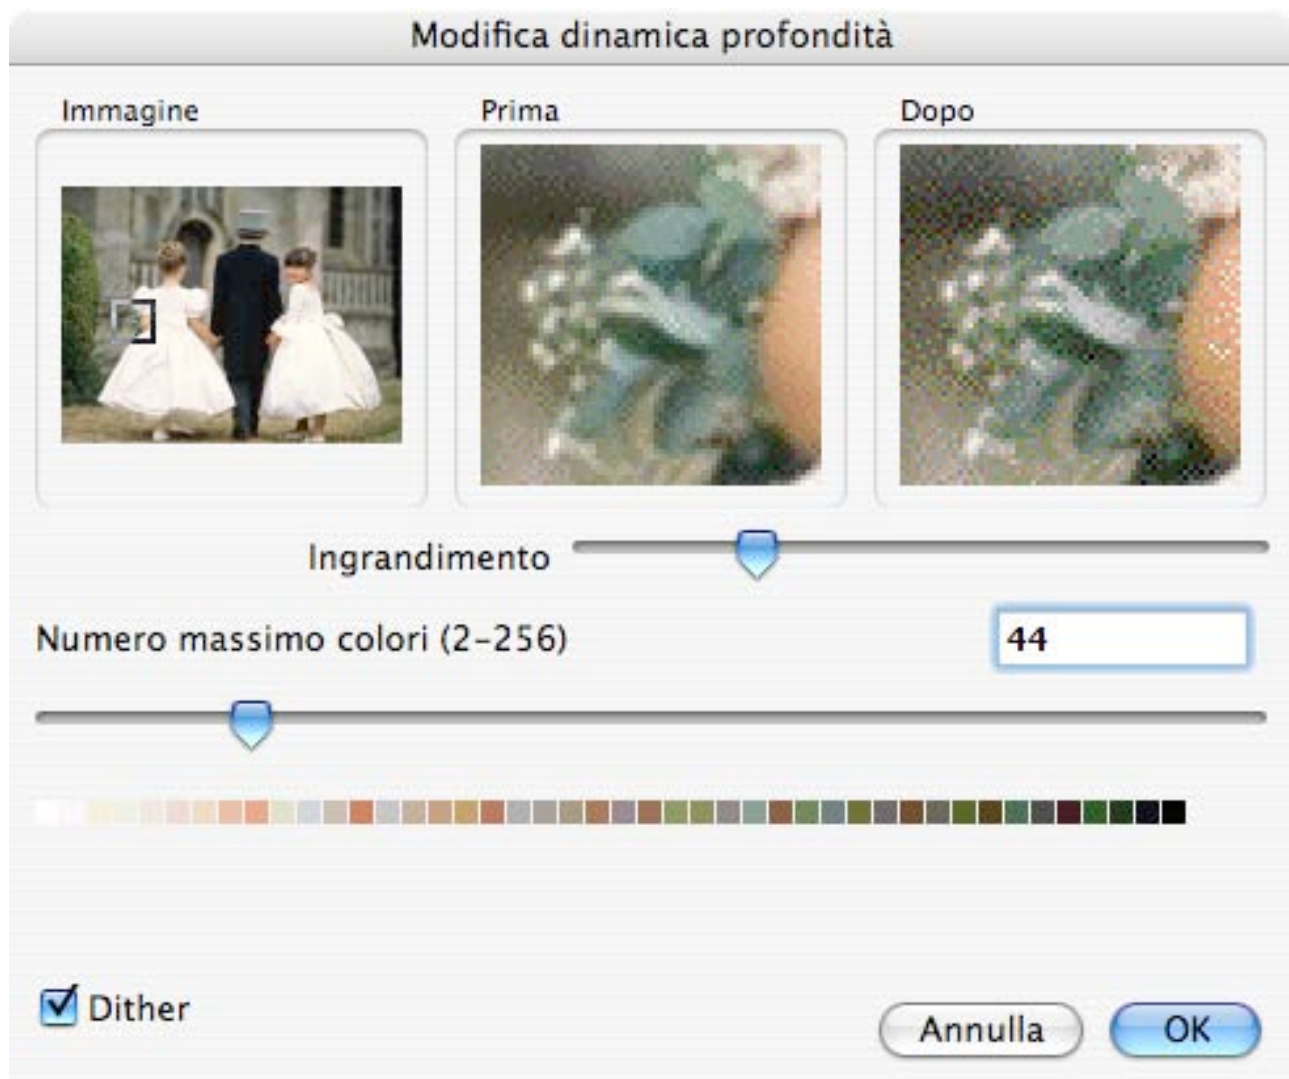 Modifica dinamica profondità
Immagine
Prima
Dopo
Ingrandimento
Numero massimo colori (2-256)
44
Dither
Annulla
OK